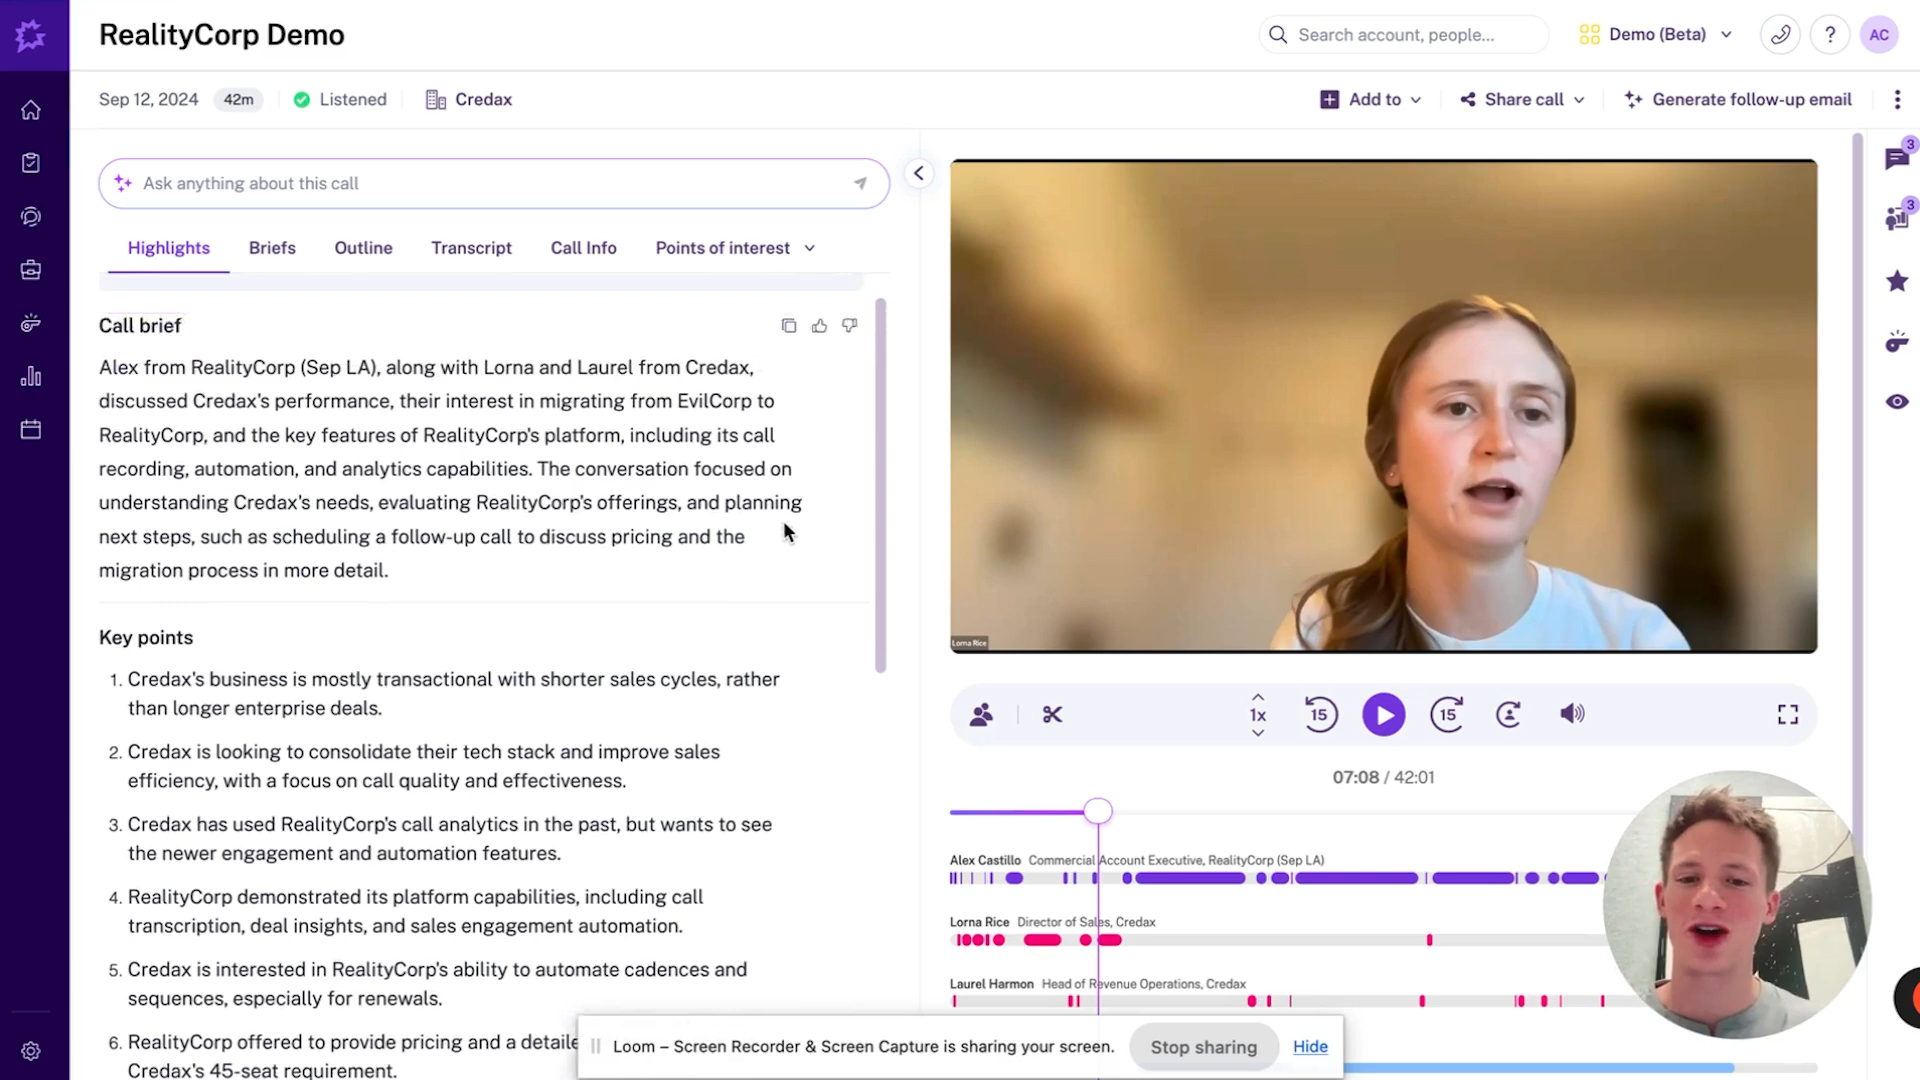 RealityCorp Demo
Search account, people...
Demo (Beta)
AC
Sep 12, 2024
42m
Listened
Credax
Add to
Share call
Generate follow-up email
3
3
Ask anything about this call
Highlights
Briefs
Outline
Transcript
Call Info
Points of interest
Call brief
Alex from RealityCorp (Sep LA), along with Lorna and Laurel from Credax,
discussed Credax's performance, their interest in migrating from EvilCorp to
RealityCorp, and the key features of RealityCorp's platform, including its call
recording, automation, and analytics capabilities. The conversation focused on
understanding Credax's needs, evaluating RealityCorp's offerings, and planning
next steps, such as scheduling a follow-up call to discuss pricing and the
migration process in more detail.
Key points
1. Credax's business is mostly transactional with shorter sales cycles, rather
than longer enterprise deals.
2. Credax is looking to consolidate their tech stack and improve sales
efficiency, with a focus on call quality and effectiveness.
3. Credax has used RealityCorp's call analytics in the past, but wants to see
the newer engagement and automation features.
4. RealityCorp demonstrated its platform capabilities, including call
transcription, deal insights, and sales engagement automation.
5. Credax is interested in RealityCorp's ability to automate cadences and
sequences, especially for renewals.
6. RealityCorp offered to provide pricing and a detaile
Credax's 45-seat requirement.
Lorna Rice
1x
15
15
07:08 / 42:01
Alex Castillo Commercial Account Executive, RealityCorp (Sep LA)
Lorna Rice Director of Sales, Credax
Laurel Harmon Head of Revenue Operations, Credax
Loom – Screen Recorder & Screen Capture is sharing your screen.
Stop sharing
Hide